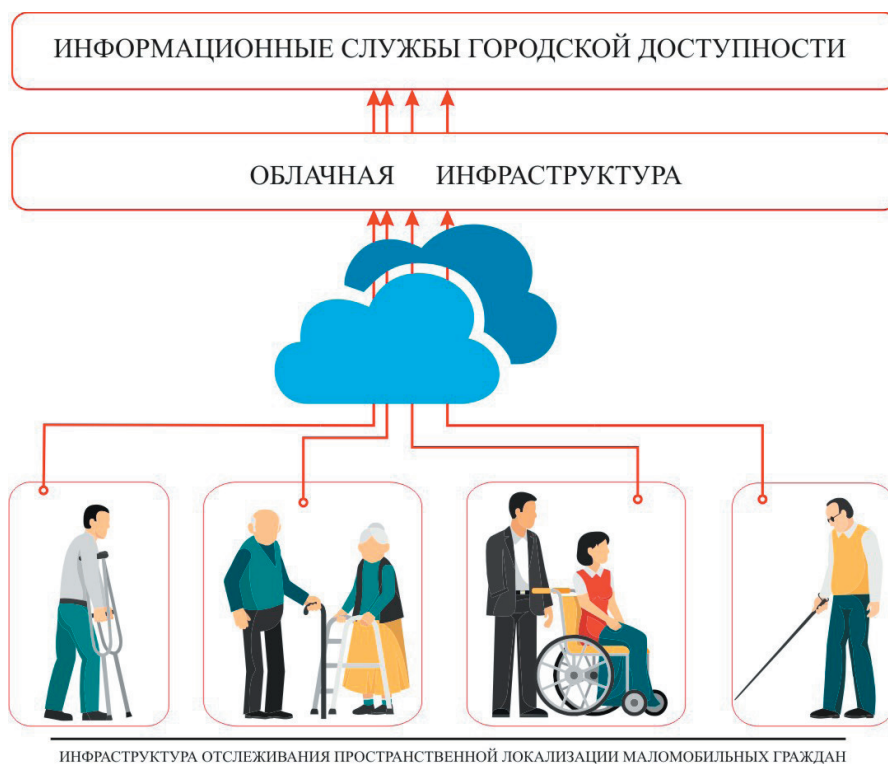 ИНФОРМАЦИОННЫЕ СЛУЖБЫ ГОРОДСКОЙ ДОСТУПНОСТИ
ОБЛАЧНАЯ ИНФРАСТРУКТУРА
ИНФРАСТРУКТУРА ОТСЛЕЖИВАНИЯ ПРОСТРАНСТВЕННОЙ ЛОКАЛИЗАЦИИ МАЛОМОБИЛЬНЫХ ГРАЖДАН